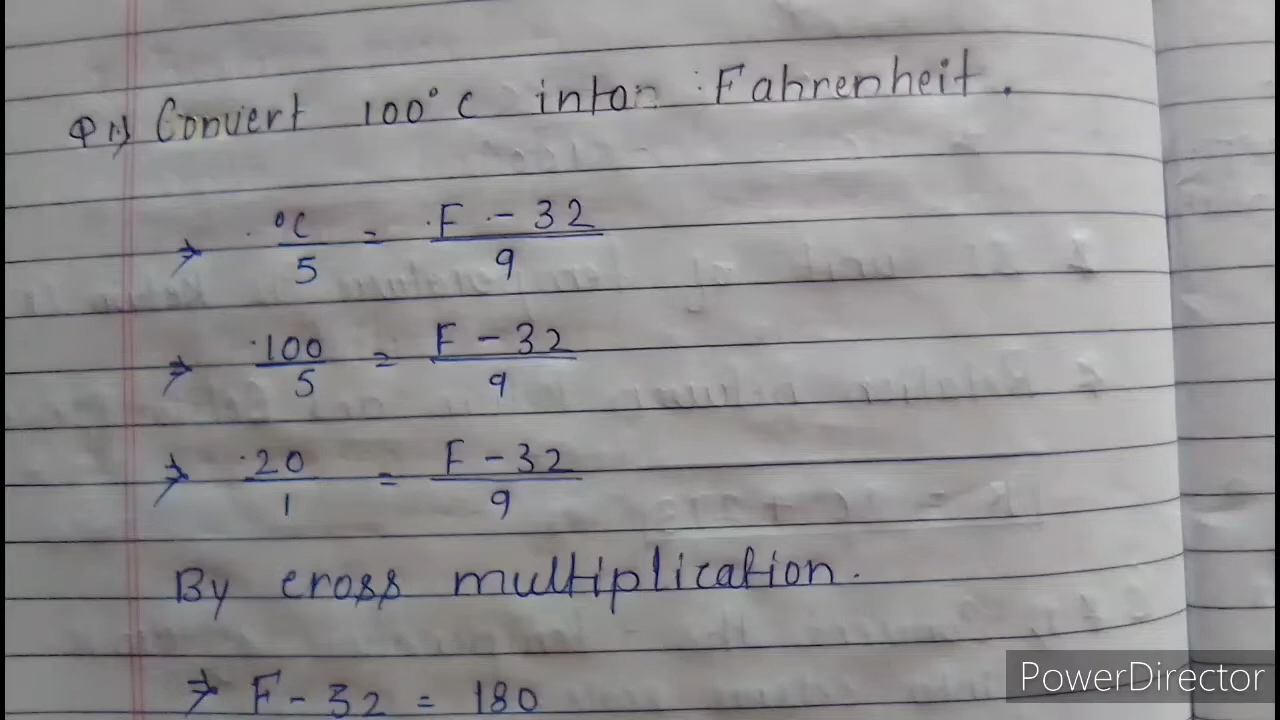 Q 1.) Convert 100°C into Fahrenheit.
⇒ °C/5 = F - 32/9
⇒ 100/5 = F - 32/9
⇒ 20/1 = F - 32/9
By cross multiplication.
⇒ F - 32 = 180
PowerDirector